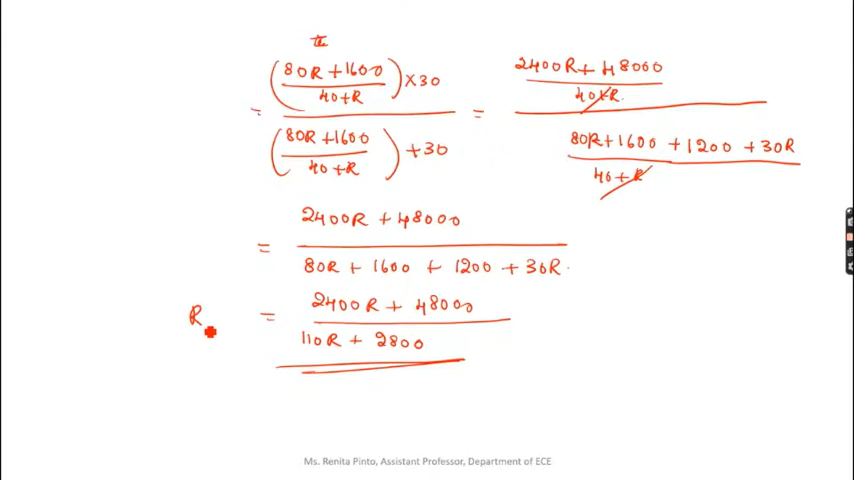 = ((80R + 1600)/(40+R)) × 30 / ((80R + 1600)/(40+R)) + 30 = (2400R + 48000)/(40+R) / (80R + 1600 + 1200 + 30R)/(40+R)
= (2400R + 48000) / (80R + 1600 + 1200 + 30R)
R = (2400R + 48000) / (110R + 2800)
Ms. Renita Pinto, Assistant Professor, Department of ECE